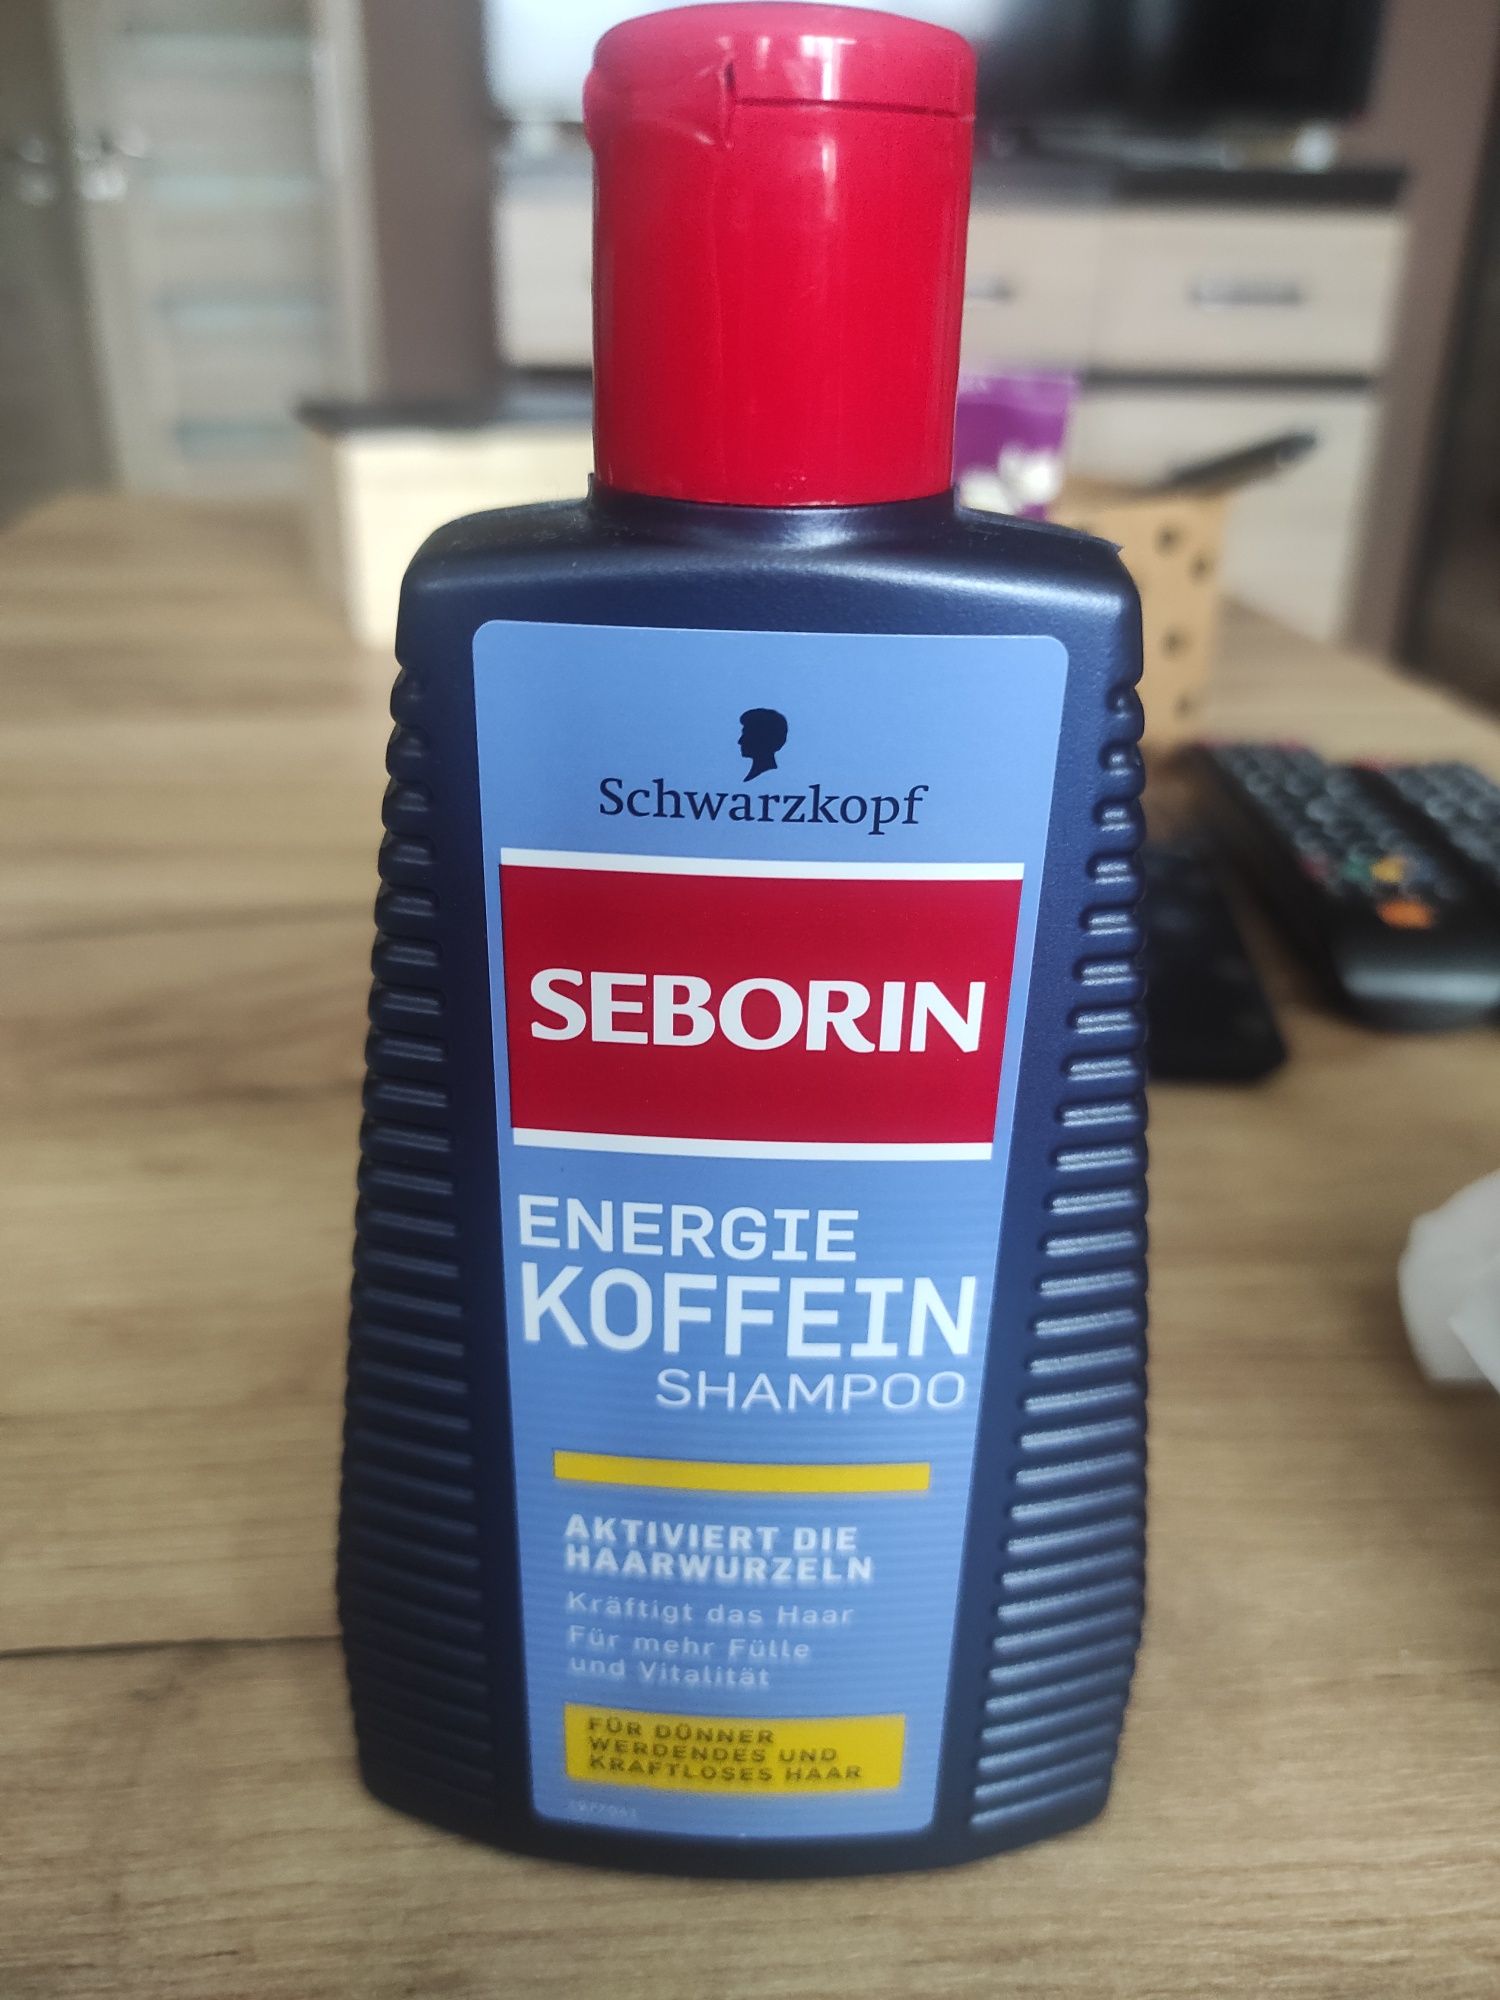 Schwarzkopf
SEBORIN
ENERGIE
KOFFEIN
SHAMPOO
AKTIVIERT DIE
HAARWURZELN
Kräftigt das Haar
Für mehr Fülle
und Vitalität
FÜR DÜNNER
WERDENDES UND
KRAFTLOSES HAAR